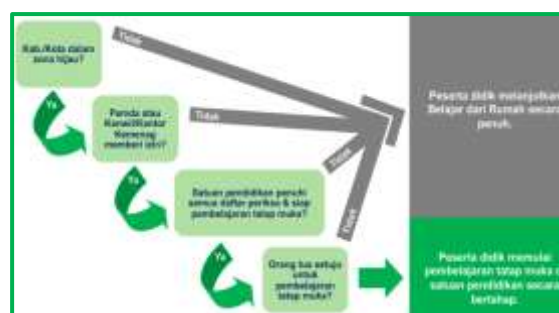 Kab./Kota dalam
zona hijau?
Tidak
Ya
Pemda atau
Kanwil/Kantor
Kemenag
memberi izin?
Tidak
Ya
Satuan pendidikan penuhi
semua daftar periksa & siap
pembelajaran tatap muka?
Tidak
Ya
Orang tua setuju
untuk
pembelajaran
tatap muka?
Tidak
Peserta didik melanjutkan
Belajar dari Rumah secara
penuh.
Peserta didik memulai
pembelajaran tatap muka
satuan pendidikan secara
bertahap.